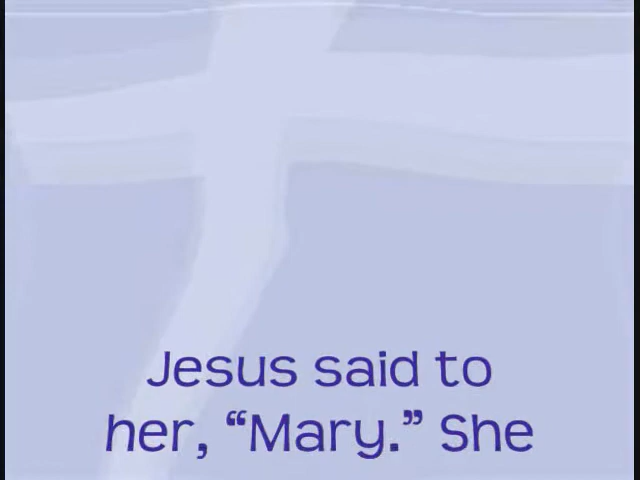 Jesus said to
her, “Mary.” She